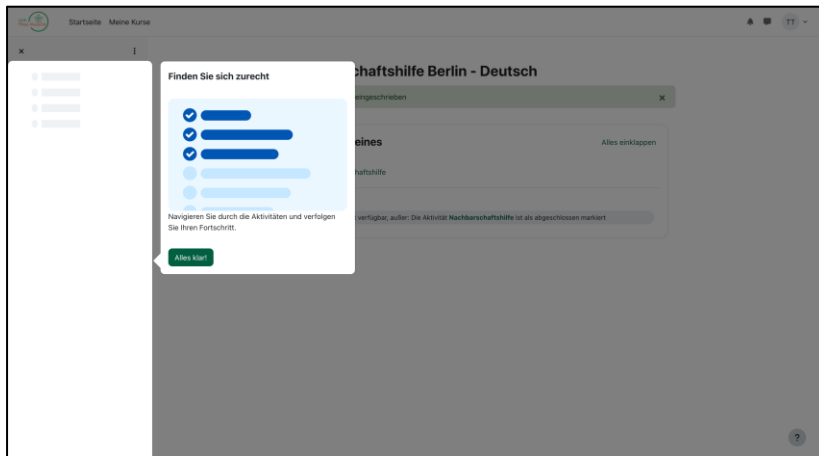 Startseite Meine Kurse
TT
Finden Sie sich zurecht
chaftshilfe Berlin - Deutsch
eingeschrieben
eines
Alles einklappen
haftshilfe
verfügbar, außer: Die Aktivität Nachbarschaftshilfe ist als abgeschlossen markiert
Navigieren Sie durch die Aktivitäten und verfolgen
Sie Ihren Fortschritt.
Alles klar!
?